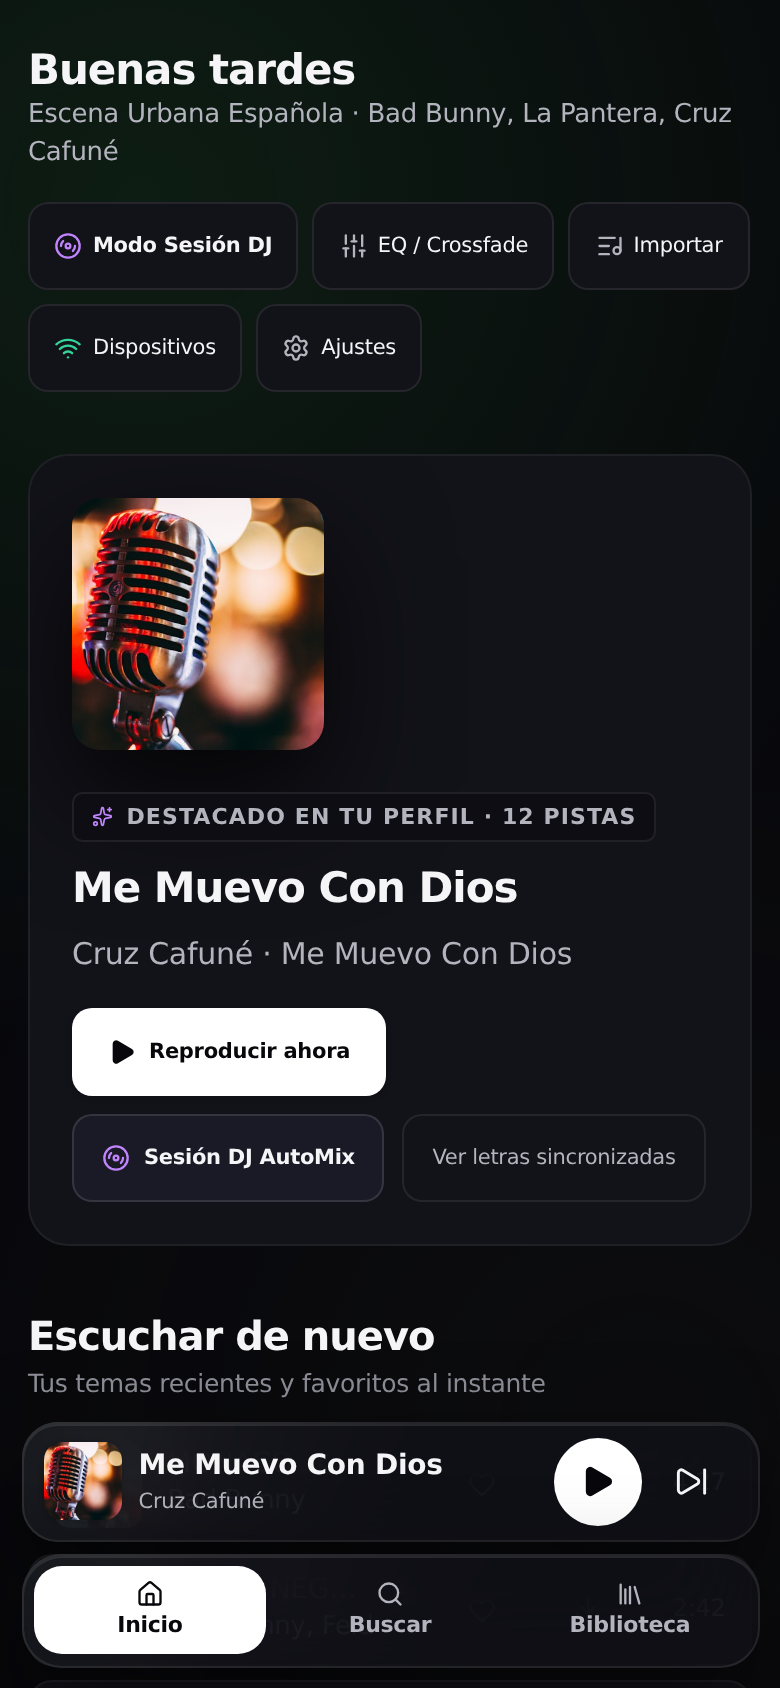 Buenas tardes
Escena Urbana Española · Bad Bunny, La Pantera, Cruz
Cafuné
Modo Sesión DJ
EQ / Crossfade
Importar
Dispositivos
Ajustes
DESTACADO EN TU PERFIL · 12 PISTAS
Me Muevo Con Dios
Cruz Cafuné · Me Muevo Con Dios
Reproducir ahora
Sesión DJ AutoMix
Ver letras sincronizadas
Escuchar de nuevo
Tus temas recientes y favoritos al instante
Me Muevo Con Dios
Cruz Cafuné
2:42
Inicio
Buscar
Biblioteca